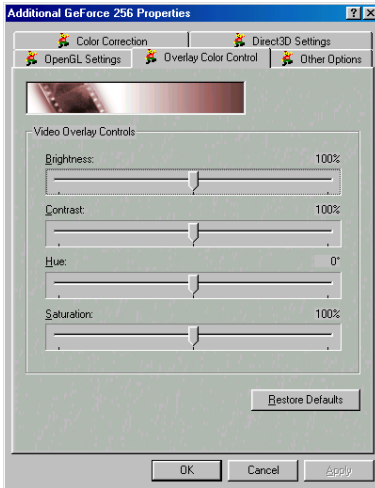 Additional GeForce 256 Properties
Color Correction
Direct3D Settings
OpenGL Settings
Overlay Color Control
Other Options
Video Overlay Controls
Brightness: 100%
Contrast: 100%
Hue: 0°
Saturation: 100%
Restore Defaults
OK
Cancel
Apply